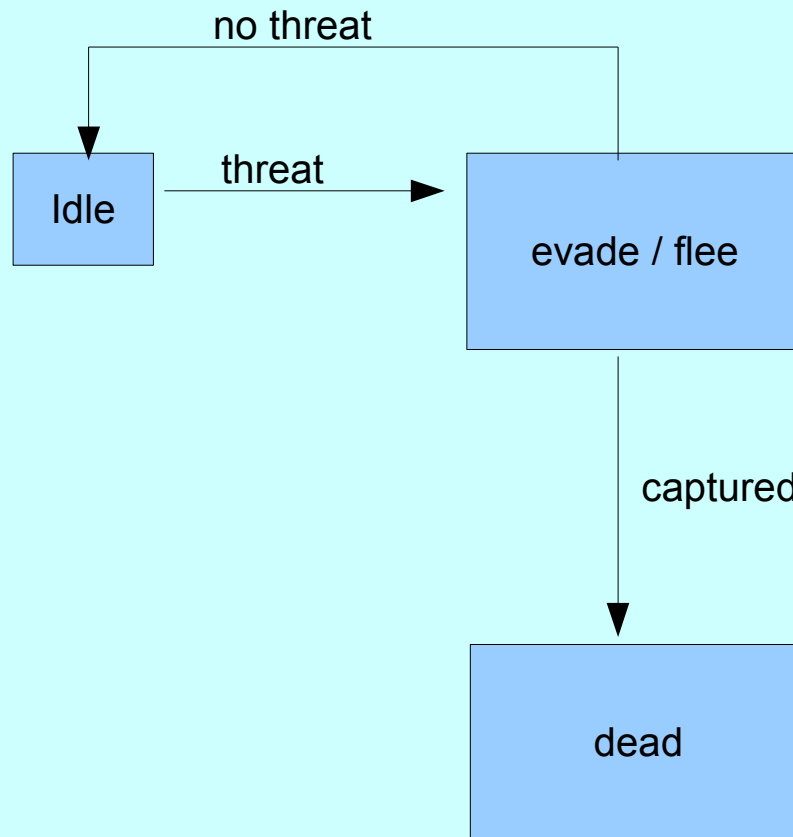 no threat
threat
Idle
evade / flee
captured
dead